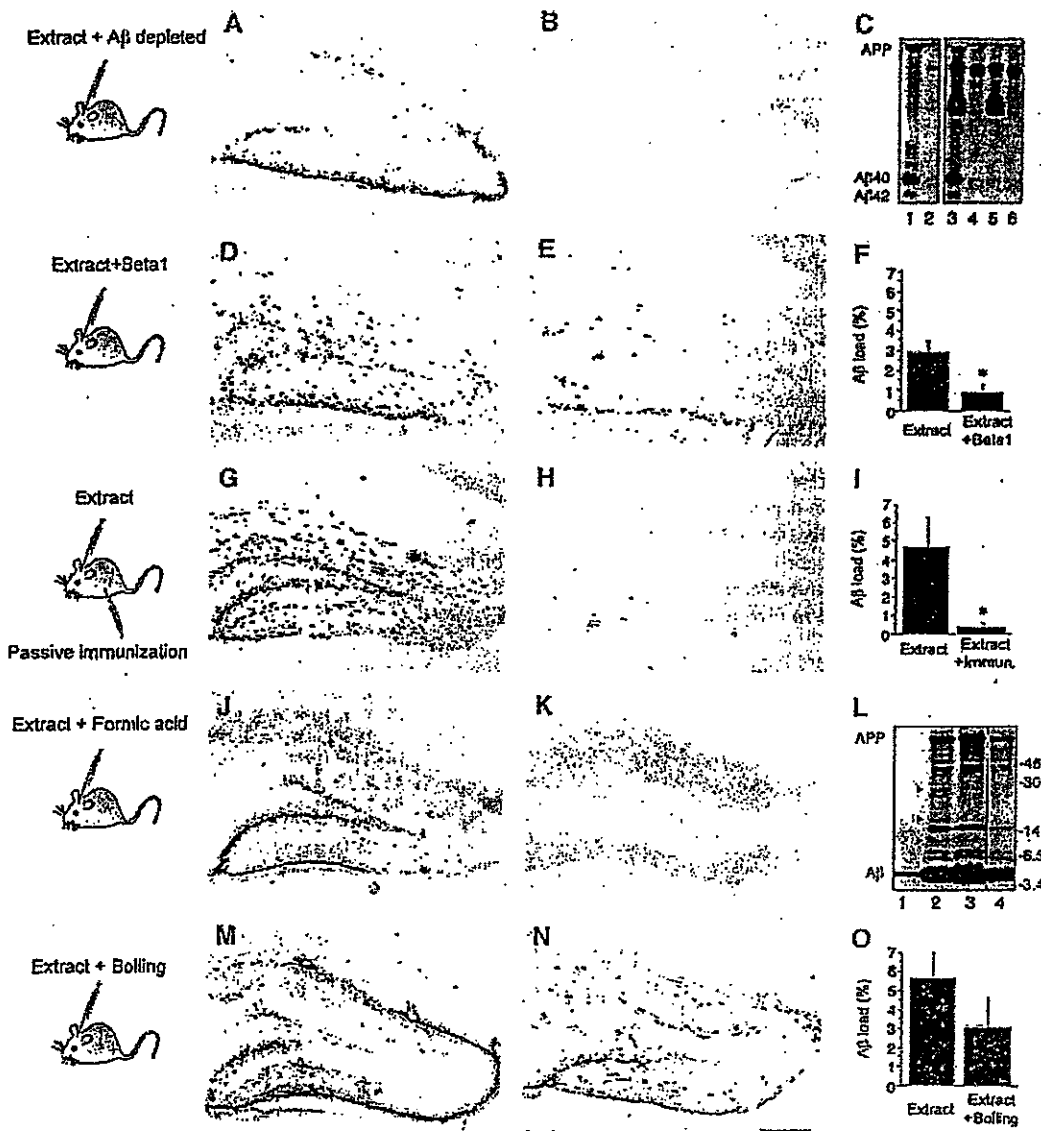 Extract + Aβ depleted
A
B
C
APP
Aβ40
Aβ42
1 2 3 4 5 6
Extract+Beta1
D
E
F
Aβ load (%)
7
6
5
4
3
2
1
0
*
Extract
Extract
+Beta1
Extract
Passive immunization
G
H
I
Aβ load (%)
7
6
5
4
3
2
1
0
*
Extract
Extract
+Immun.
Extract + Formic acid
J
K
L
APP
-46
-30
-14
-6.5
-3.4
Aβ
1 2 3 4
Extract + Boiling
M
N
O
Aβ load (%)
7
6
5
4
3
2
1
0
Extract
Extract
+Boiling